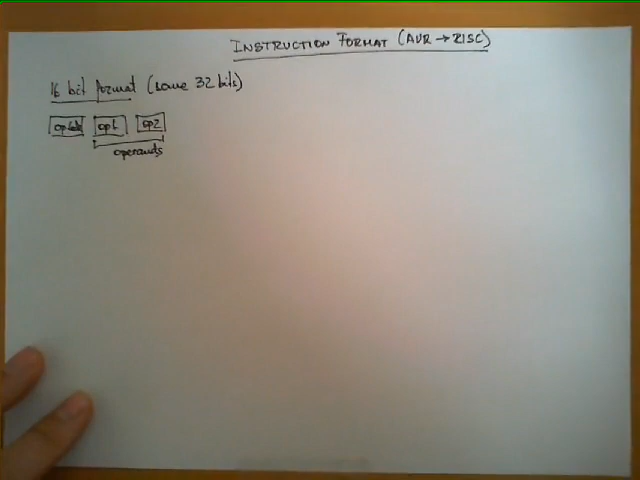 INSTRUCTION FORMAT (AVR → RISC)
16 bit format (some 32 bits)
opcode op1 op2
operands